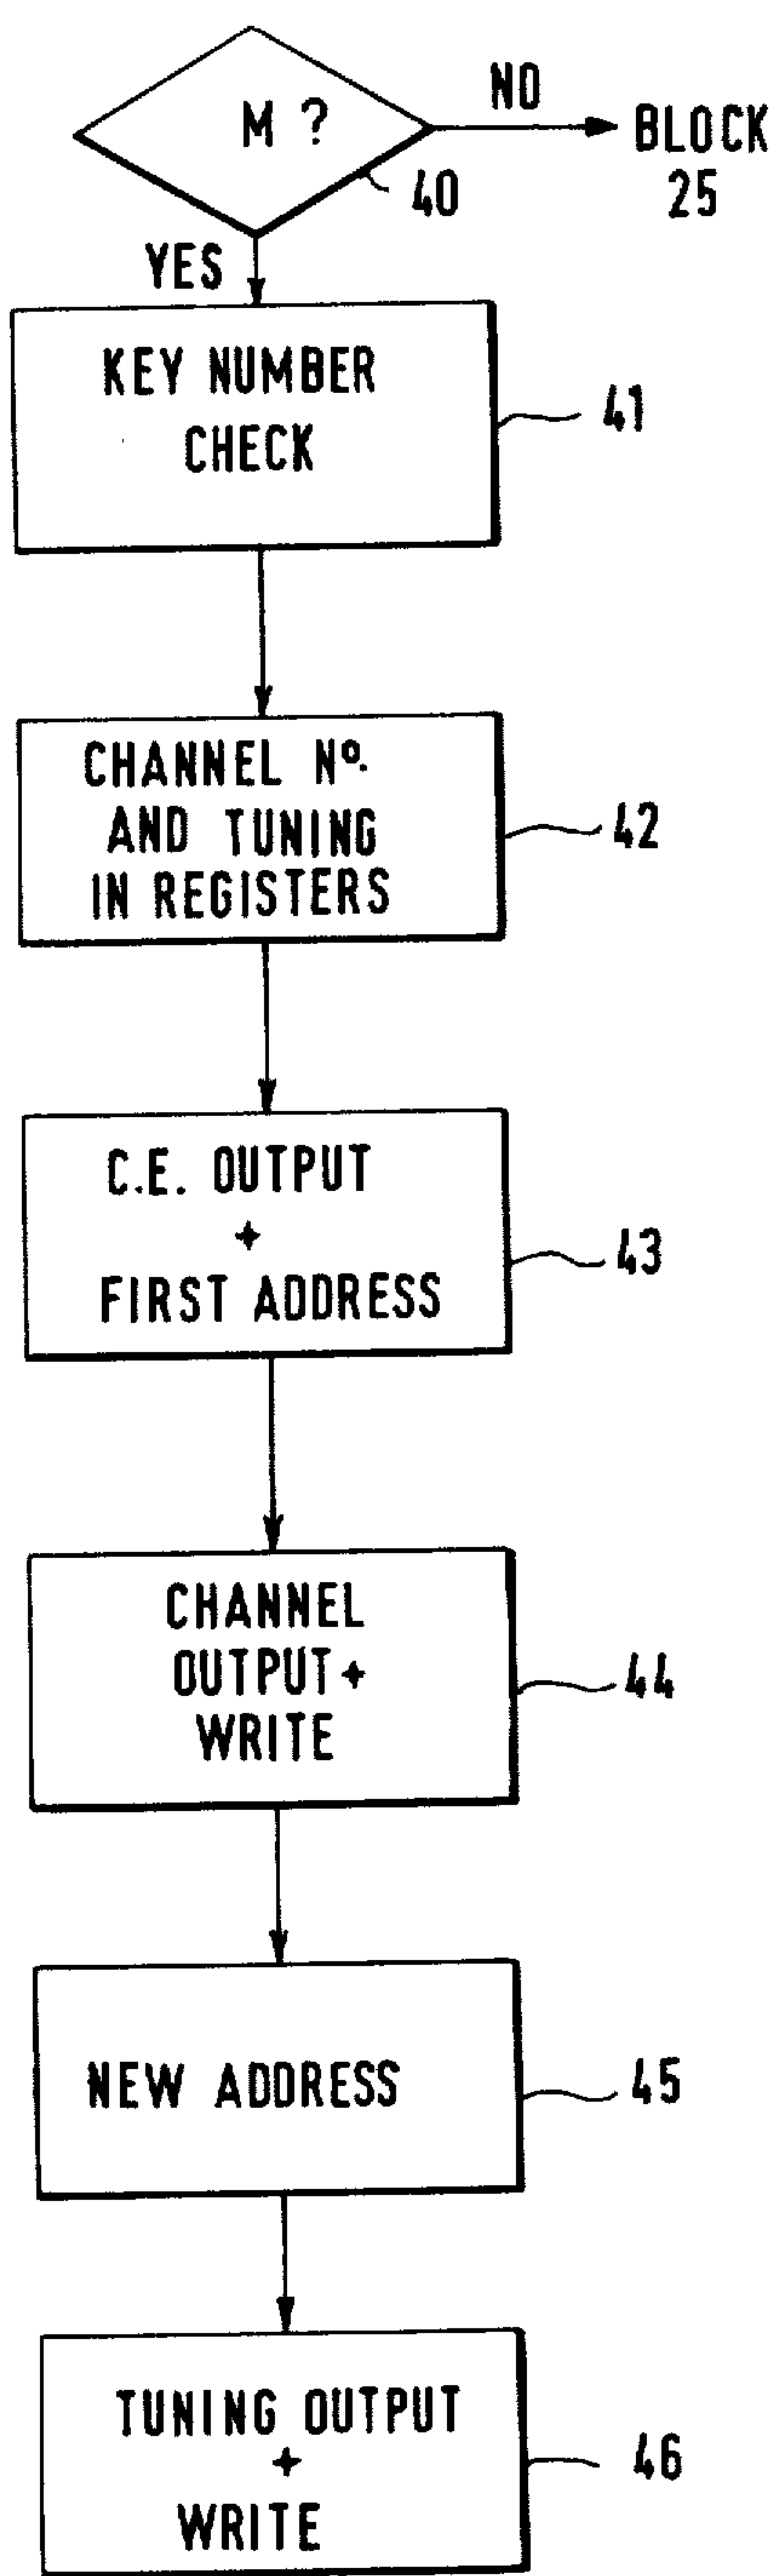 M ?
NO
BLOCK
25
40
YES
KEY NUMBER
CHECK
41
CHANNEL Nº.
AND TUNING
IN REGISTERS
42
C.E. OUTPUT
+
FIRST ADDRESS
43
CHANNEL
OUTPUT +
WRITE
44
NEW ADDRESS
45
TUNING OUTPUT
+
WRITE
46